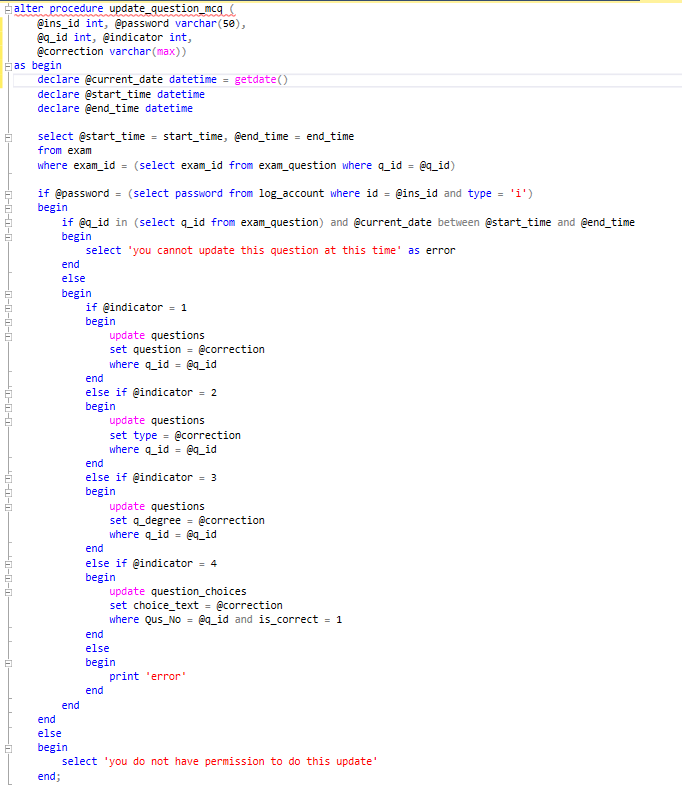 alter procedure update_question_mcq (
    @ins_id int, @password varchar(50),
    @q_id int, @indicator int,
    @correction varchar(max))
as begin
    declare @current_date datetime = getdate()
    declare @start_time datetime
    declare @end_time datetime

    select @start_time = start_time, @end_time = end_time
    from exam
    where exam_id = (select exam_id from exam_question where q_id = @q_id)

    if @password = (select password from log_account where id = @ins_id and type = 'i')
    begin
        if @q_id in (select q_id from exam_question) and @current_date between @start_time and @end_time
        begin
            select 'you cannot update this question at this time' as error
        end
        else
        begin
            if @indicator = 1
            begin
                update questions
                set question = @correction
                where q_id = @q_id
            end
            else if @indicator = 2
            begin
                update questions
                set type = @correction
                where q_id = @q_id
            end
            else if @indicator = 3
            begin
                update questions
                set q_degree = @correction
                where q_id = @q_id
            end
            else if @indicator = 4
            begin
                update question_choices
                set choice_text = @correction
                where Qus_No = @q_id and is_correct = 1
            end
            else
            begin
                print 'error'
            end
        end
    end
    else
    begin
        select 'you do not have permission to do this update'
    end;